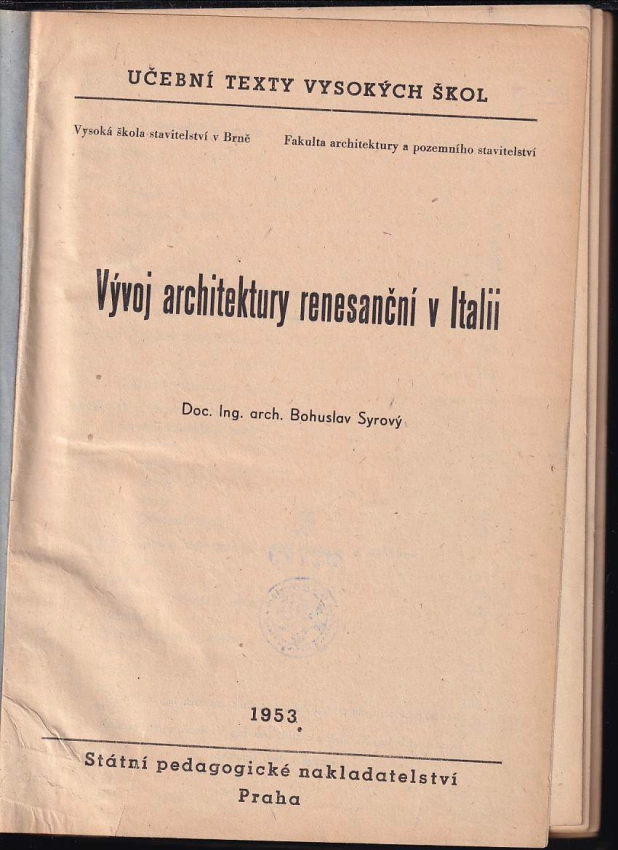 UČEBNÍ TEXTY VYSOKÝCH ŠKOL
Vysoká škola stavitelství v Brně Fakulta architektury a pozemního stavitelství
Vývoj architektury renesanční v Italii
Doc. Ing. arch. Bohuslav Syrový
1953
Státní pedagogické nakladatelství
Praha